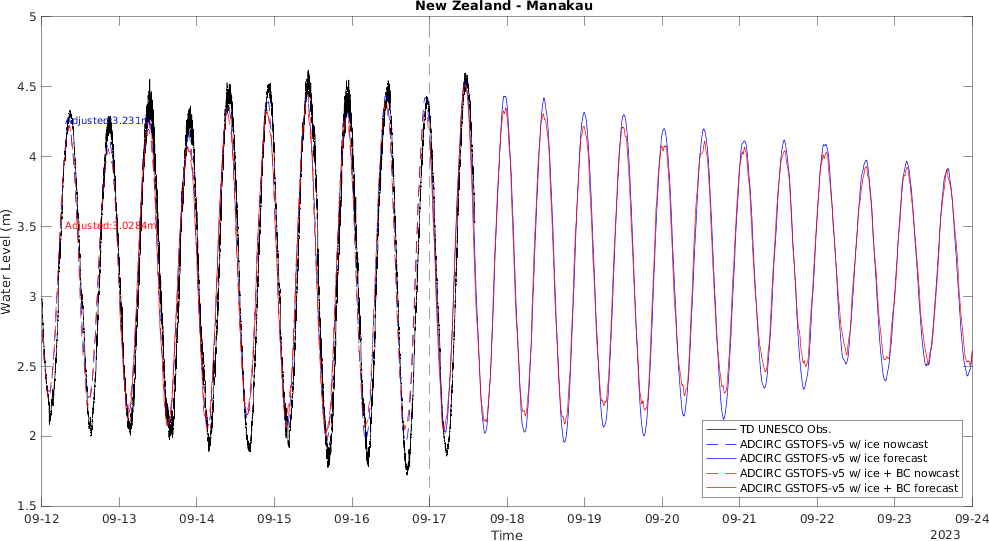 New Zealand - Manakau
Water Level (m)
5
4.5
4
3.5
3
2.5
2
1.5
Adjusted:3.231m
Adjusted:3.0284m
TD UNESCO Obs.
ADCIRC GSTOFS-v5 w/ ice nowcast
ADCIRC GSTOFS-v5 w/ ice forecast
ADCIRC GSTOFS-v5 w/ ice + BC nowcast
ADCIRC GSTOFS-v5 w/ ice + BC forecast
09-12 09-13 09-14 09-15 09-16 09-17 09-18 09-19 09-20 09-21 09-22 09-23 09-24
Time
2023